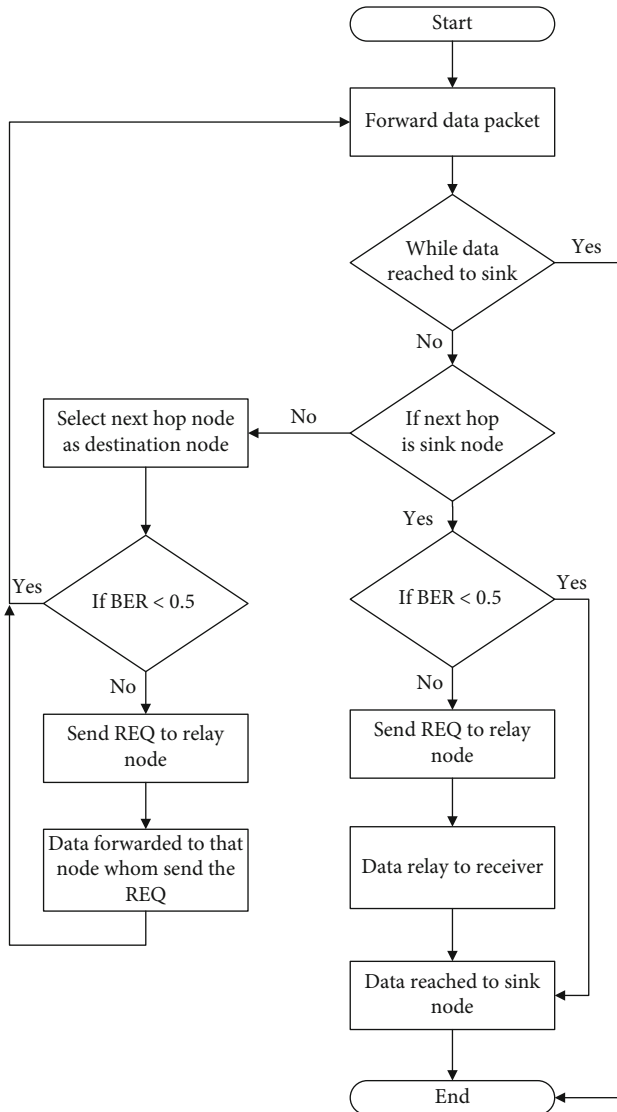 Start
Forward data packet
While data
reached to sink
Yes
No
If next hop
is sink node
No
Select next hop node
as destination node
Yes
If BER < 0.5
Yes
If BER < 0.5
Yes
No
Send REQ to relay
node
No
Send REQ to relay
node
Data forwarded to that
node whom send the
REQ
Data relay to receiver
Data reached to sink
node
End